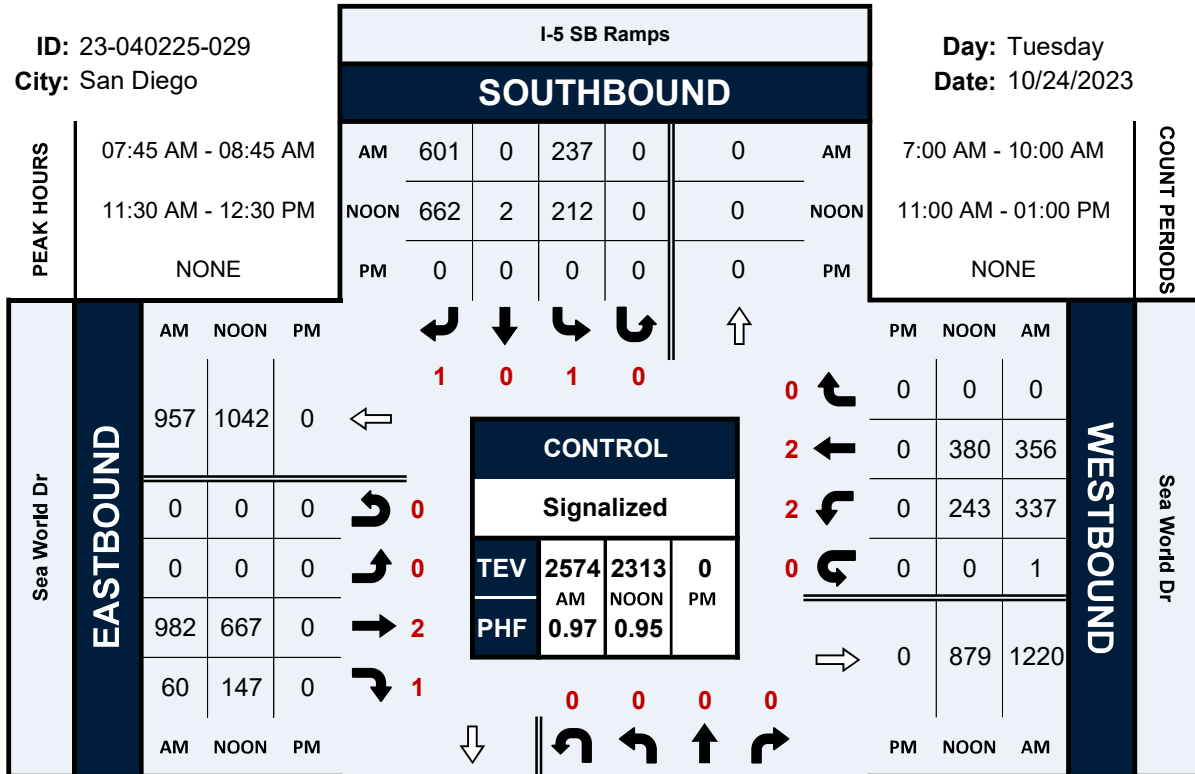 I-5 SB Ramps
ID: 23-040225-029
Day: Tuesday
City: San Diego
Date: 10/24/2023
SOUTHBOUND
PEAK HOURS
07:45 AM - 08:45 AM
11:30 AM - 12:30 PM
NONE
AM 601 0 237 0 0 AM
NOON 662 2 212 0 0 NOON
PM 0 0 0 0 0 PM
7:00 AM - 10:00 AM
11:00 AM - 01:00 PM
NONE
COUNT PERIODS
1 0 1 0
Sea World Dr
EASTBOUND
AM NOON PM
957 1042 0
0 0 0 0
0 0 0 0
982 667 0 2
60 147 0 1
AM NOON PM
CONTROL
Signalized
TEV 2574 2313 0
AM NOON PM
PHF 0.97 0.95
PM NOON AM
0 0 0 0
2 0 380 356
2 0 243 337
0 0 0 1
0 879 1220
PM NOON AM
WESTBOUND
Sea World Dr
0 0 0 0